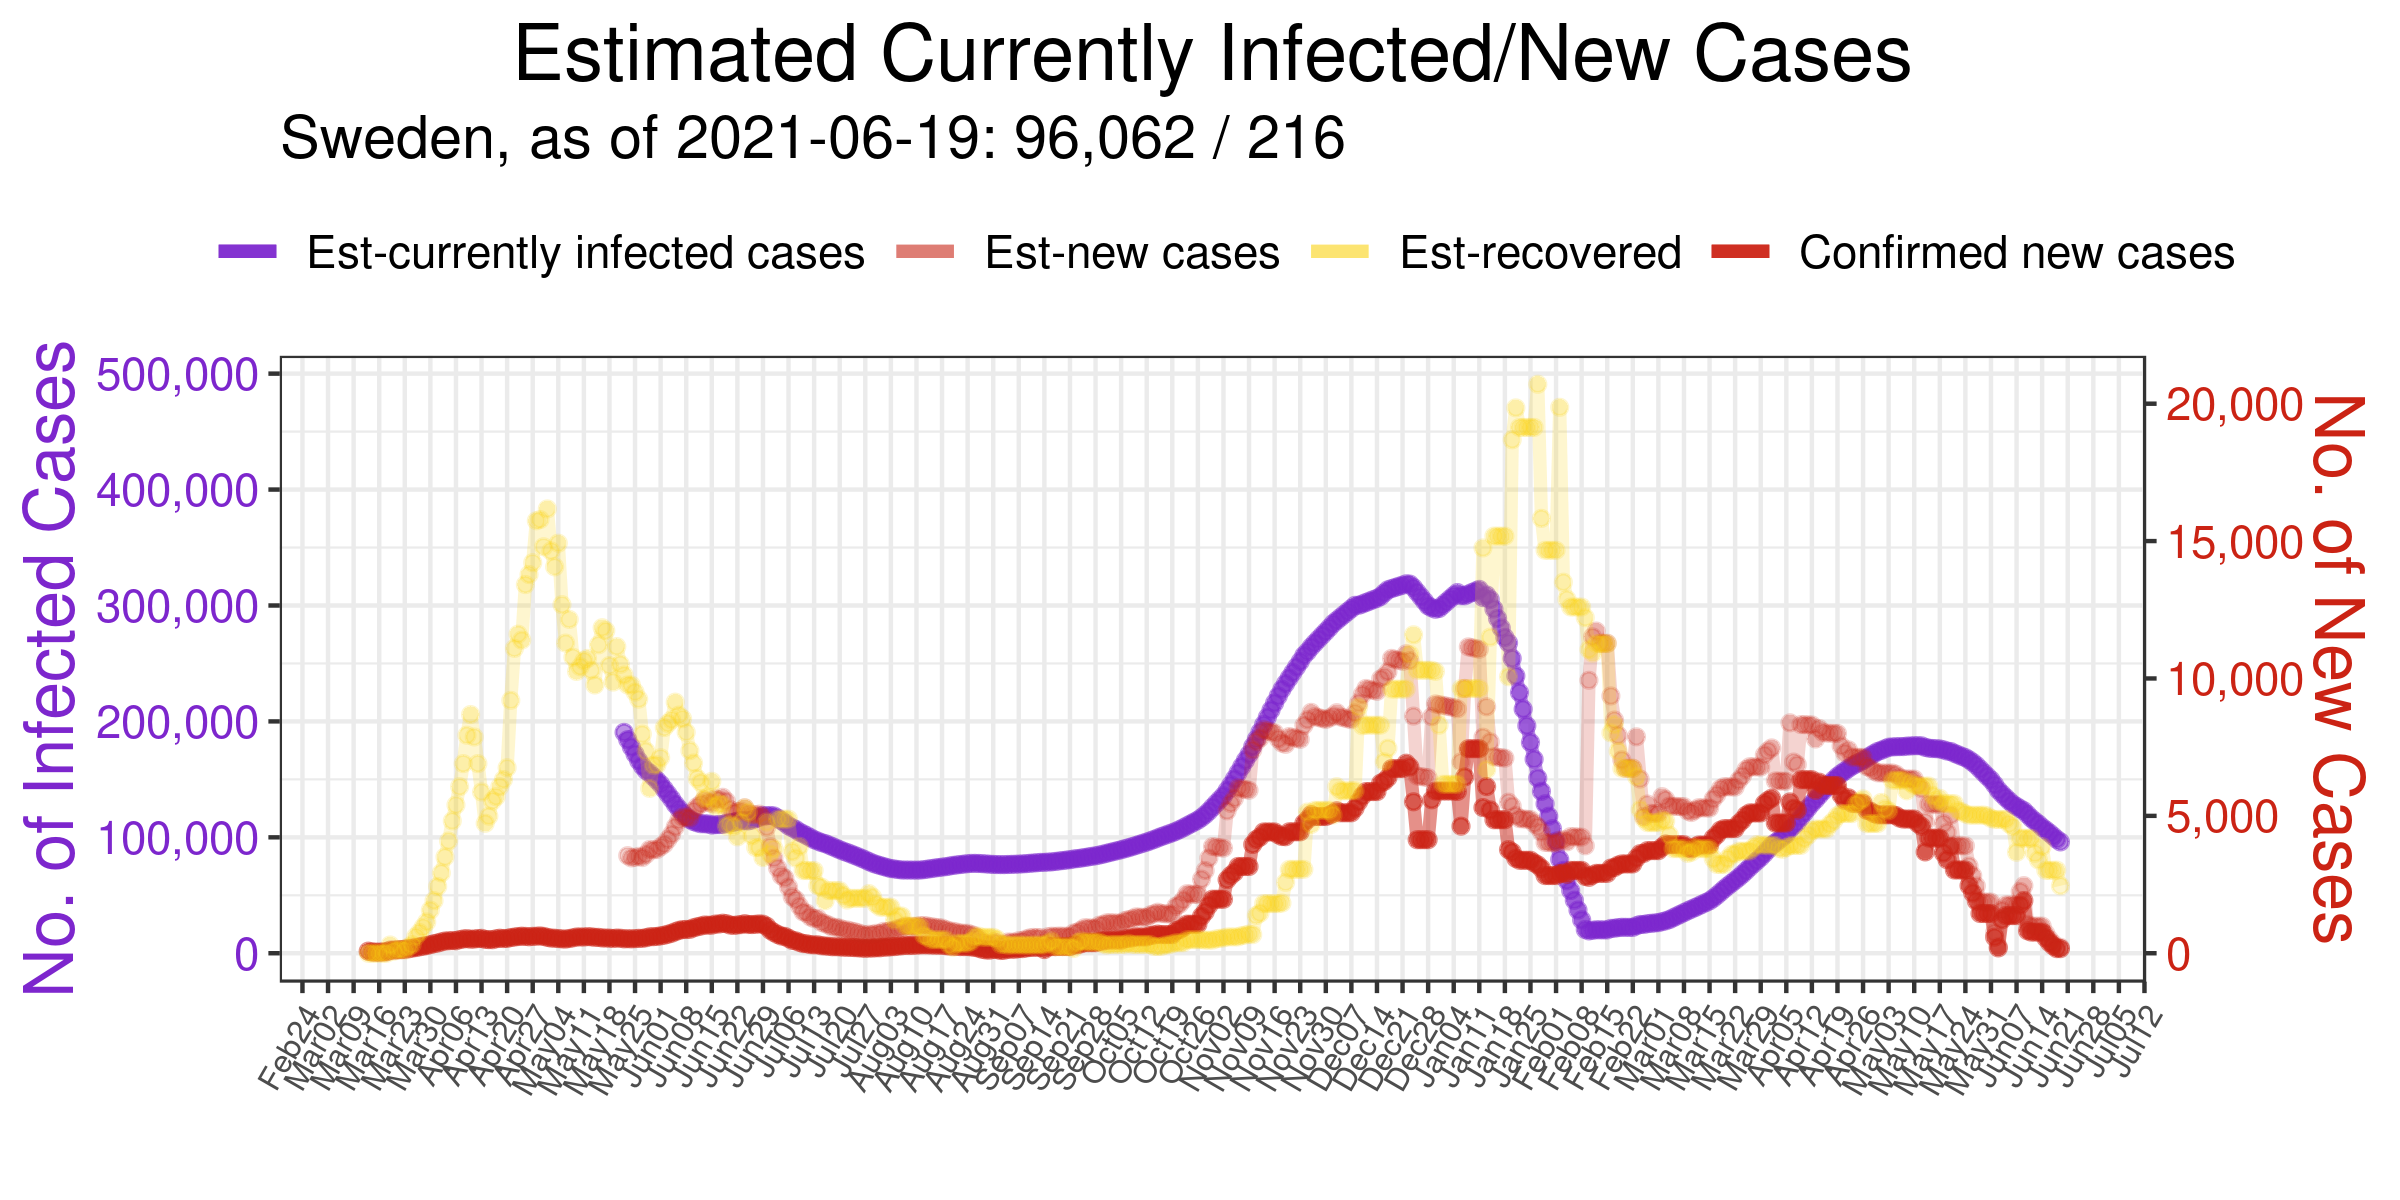 Estimated Currently Infected/New Cases
Sweden, as of 2021-06-19: 96,062 / 216
Est-currently infected cases
Est-new cases
Est-recovered
Confirmed new cases
No. of Infected Cases
500,000
400,000
300,000
200,000
100,000
0
20,000
15,000
10,000
5,000
0
No. of New Cases
Feb24
Mar02
Mar09
Mar16
Mar23
Mar30
Apr06
Apr13
Apr20
Apr27
May04
May11
May18
May25
Jun01
Jun08
Jun15
Jun22
Jun29
Jul06
Jul13
Jul20
Jul27
Aug03
Aug10
Aug17
Aug24
Aug31
Sep07
Sep14
Sep21
Sep28
Oct05
Oct12
Oct19
Oct26
Nov02
Nov09
Nov16
Nov23
Nov30
Dec07
Dec14
Dec21
Dec28
Jan04
Jan11
Jan18
Jan25
Feb01
Feb08
Feb15
Feb22
Mar01
Mar08
Mar15
Mar22
Mar29
Apr05
Apr12
Apr19
Apr26
May03
May10
May17
May24
May31
Jun07
Jun14
Jun21
Jun28
Jul05
Jul12